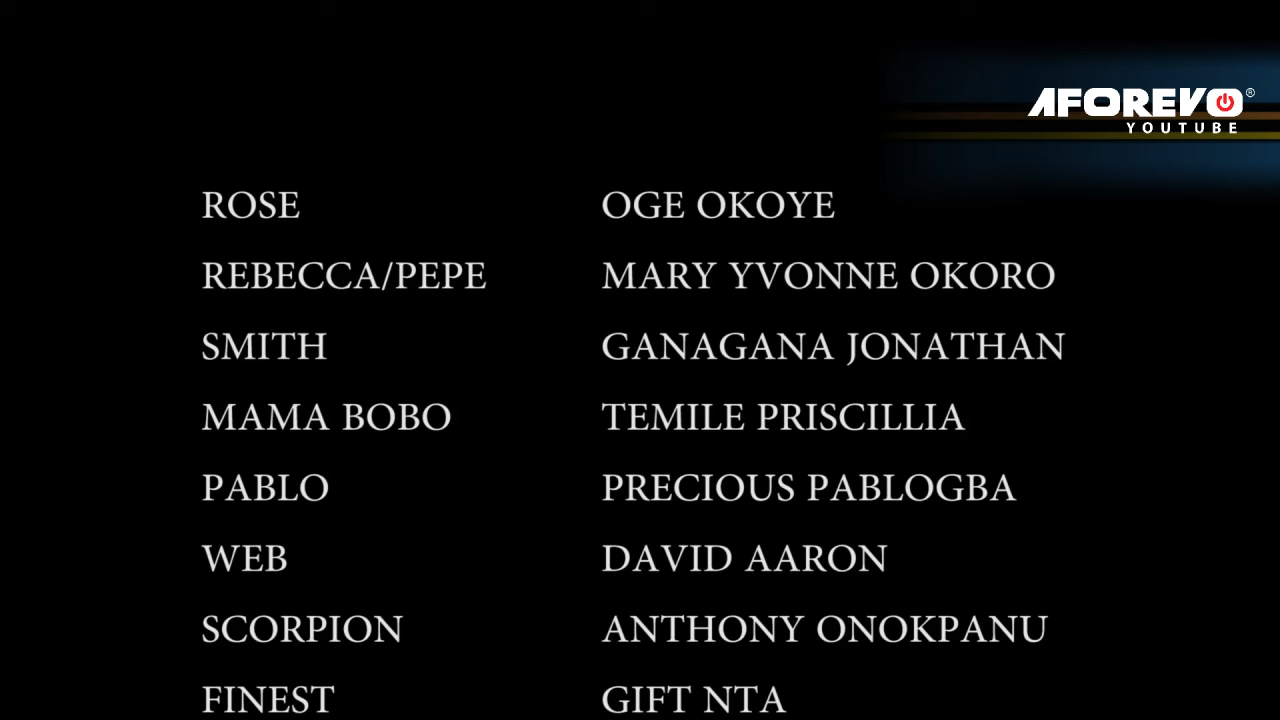 AFOREVO®
YOUTUBE
ROSE OGE OKOYE
REBECCA/PEPE MARY YVONNE OKORO
SMITH GANAGANA JONATHAN
MAMA BOBO TEMILE PRISCILLIA
PABLO PRECIOUS PABLOGBA
WEB DAVID AARON
SCORPION ANTHONY ONOKPANU
FINEST GIFT NTA